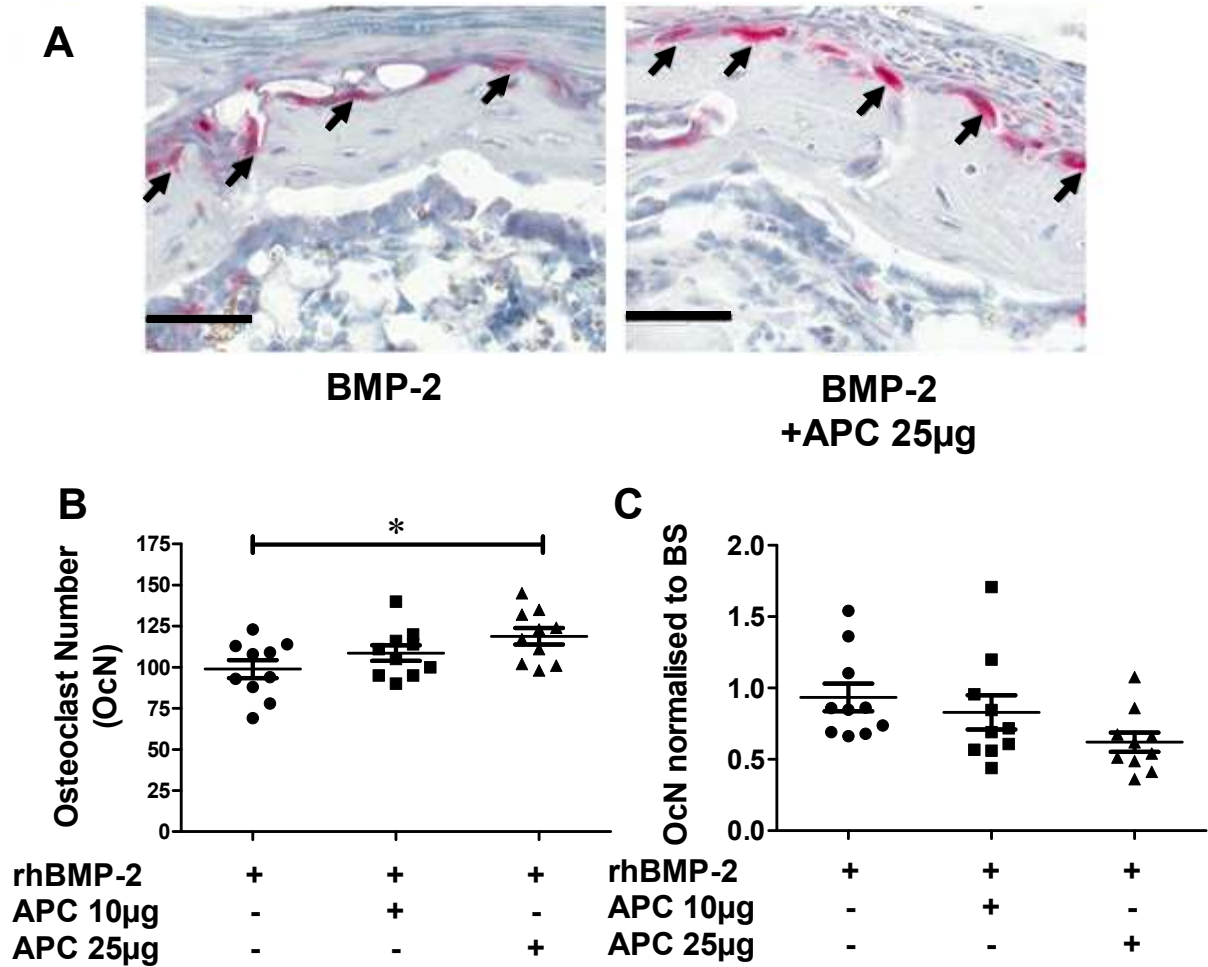 A
BMP-2
BMP-2
+APC 25µg
B
*
Osteoclast Number
(OcN)
175
150
125
100
75
50
25
0
rhBMP-2 + + +
APC 10µg - + -
APC 25µg - - +
C
OcN normalised to BS
2.0
1.5
1.0
0.5
0.0
rhBMP-2 + + +
APC 10µg - + -
APC 25µg - - +